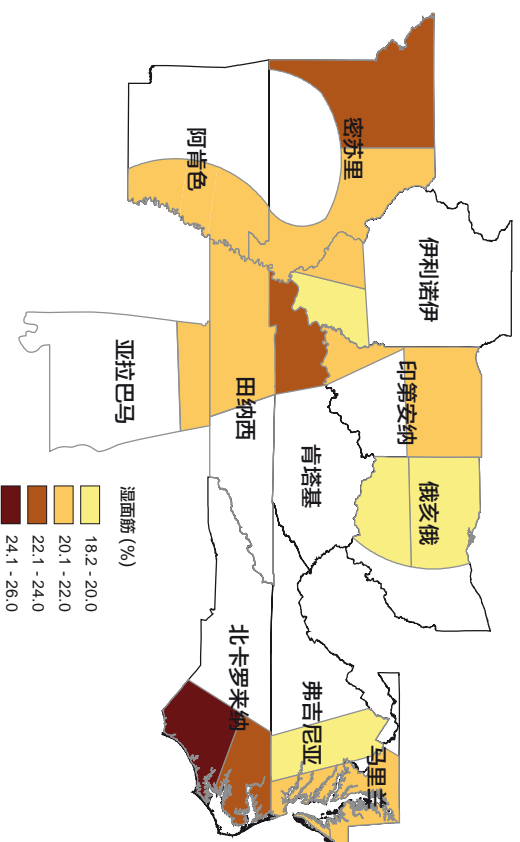 密苏里
伊利诺伊
印第安纳
俄亥俄
阿肯色
田纳西
肯塔基
亚拉巴马
北卡罗来纳
弗吉尼亚
马里兰
湿面筋 (%)
18.2 - 20.0
20.1 - 22.0
22.1 - 24.0
24.1 - 26.0